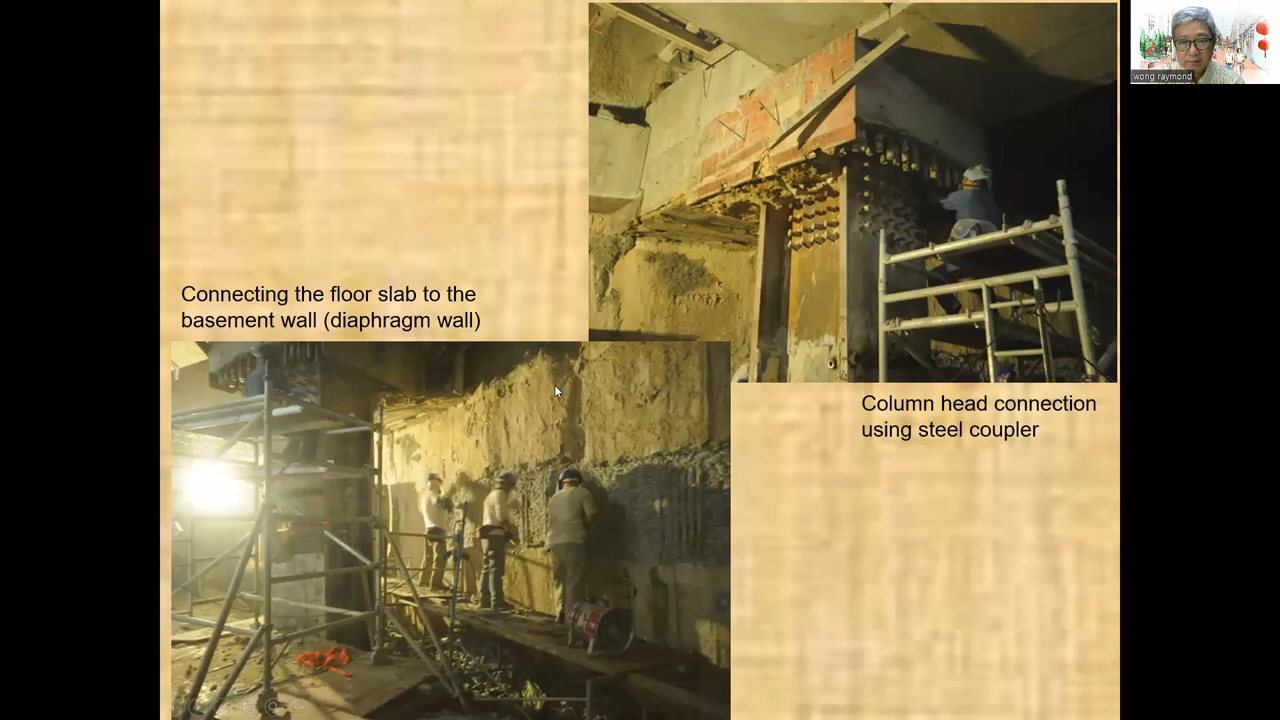 wong raymond
Connecting the floor slab to the
basement wall (diaphragm wall)
Column head connection
using steel coupler